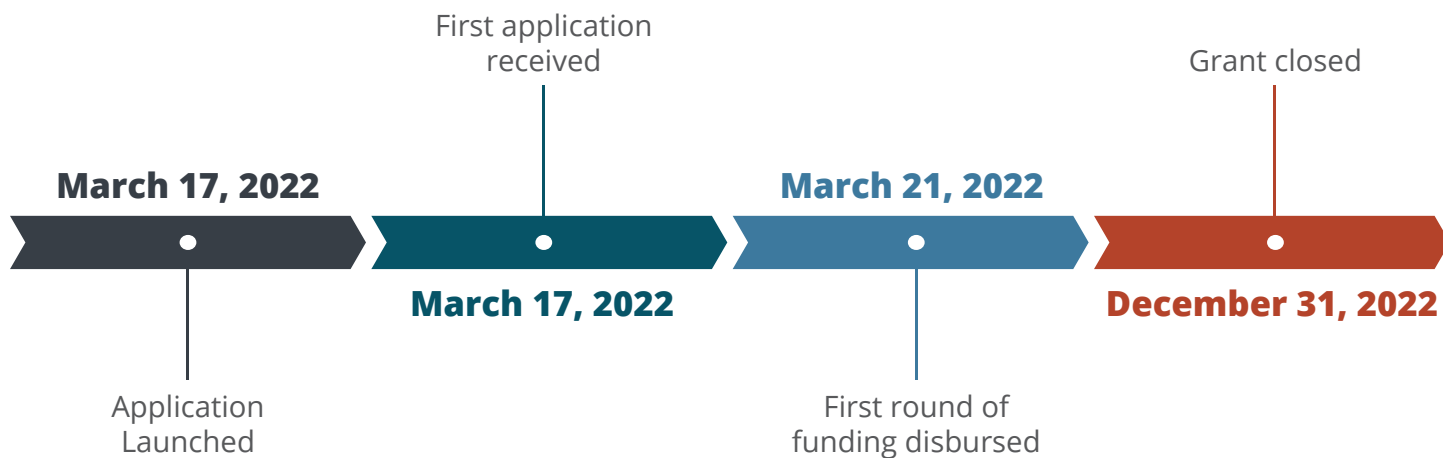 March 17, 2022
Application
Launched
First application
received
March 17, 2022
March 21, 2022
First round of
funding disbursed
Grant closed
December 31, 2022